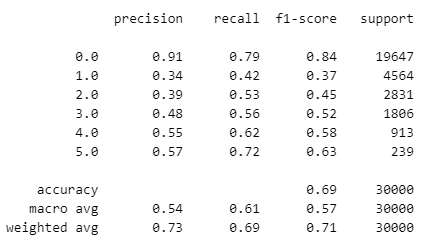 precision recall f1-score support
0.0 0.91 0.79 0.84 19647
1.0 0.34 0.42 0.37 4564
2.0 0.39 0.53 0.45 2831
3.0 0.48 0.56 0.52 1806
4.0 0.55 0.62 0.58 913
5.0 0.57 0.72 0.63 239
accuracy 0.69 30000
macro avg 0.54 0.61 0.57 30000
weighted avg 0.73 0.69 0.71 30000